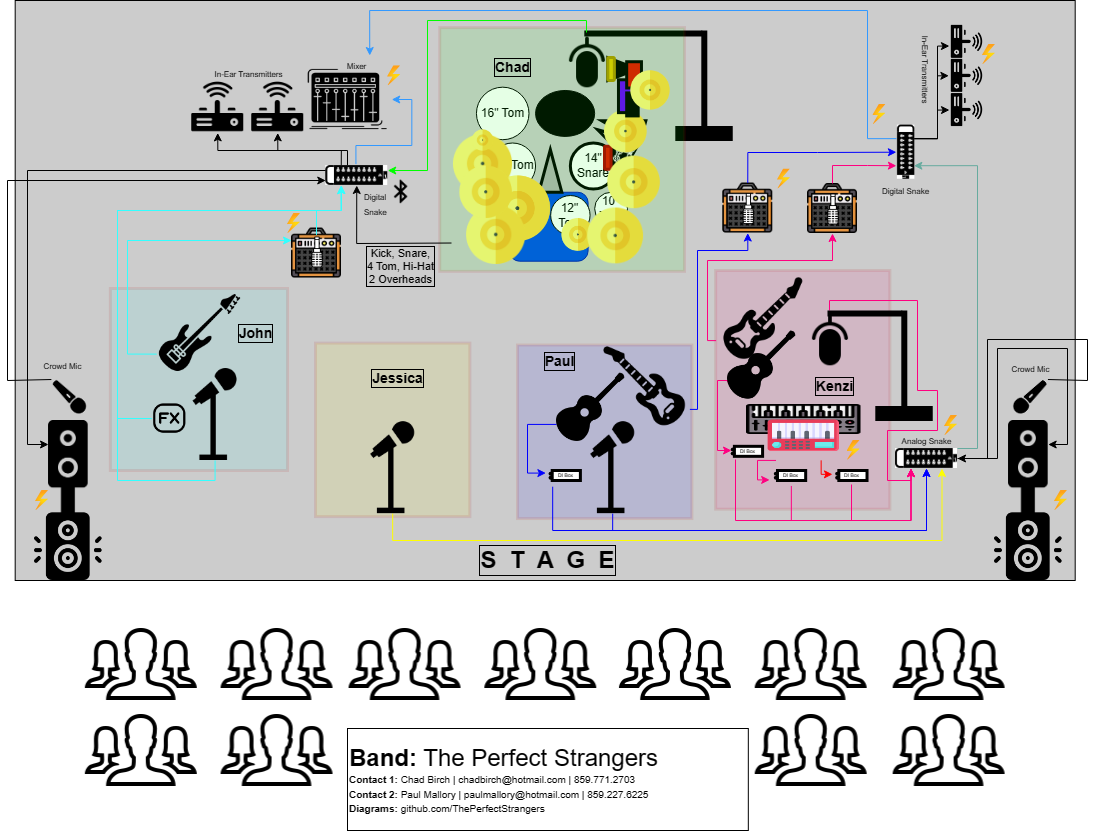 In-Ear Transmitters
Mixer
Chad
In-Ear Transmitters
16" Tom
Tom
14"
Snare
12"
10"
Digital
Snake
Digital Snake
Kick, Snare,
4 Tom, Hi-Hat
2 Overheads
John
Jessica
Paul
Kenzi
Crowd Mic
Crowd Mic
FX
Analog Snake
DI Box
DI Box
DI Box
DI Box
S T A G E
Band: The Perfect Strangers
Contact 1: Chad Birch | chadbirch@hotmail.com | 859.771.2703
Contact 2: Paul Mallory | paulmallory@hotmail.com | 859.227.6225
Diagrams: github.com/ThePerfectStrangers